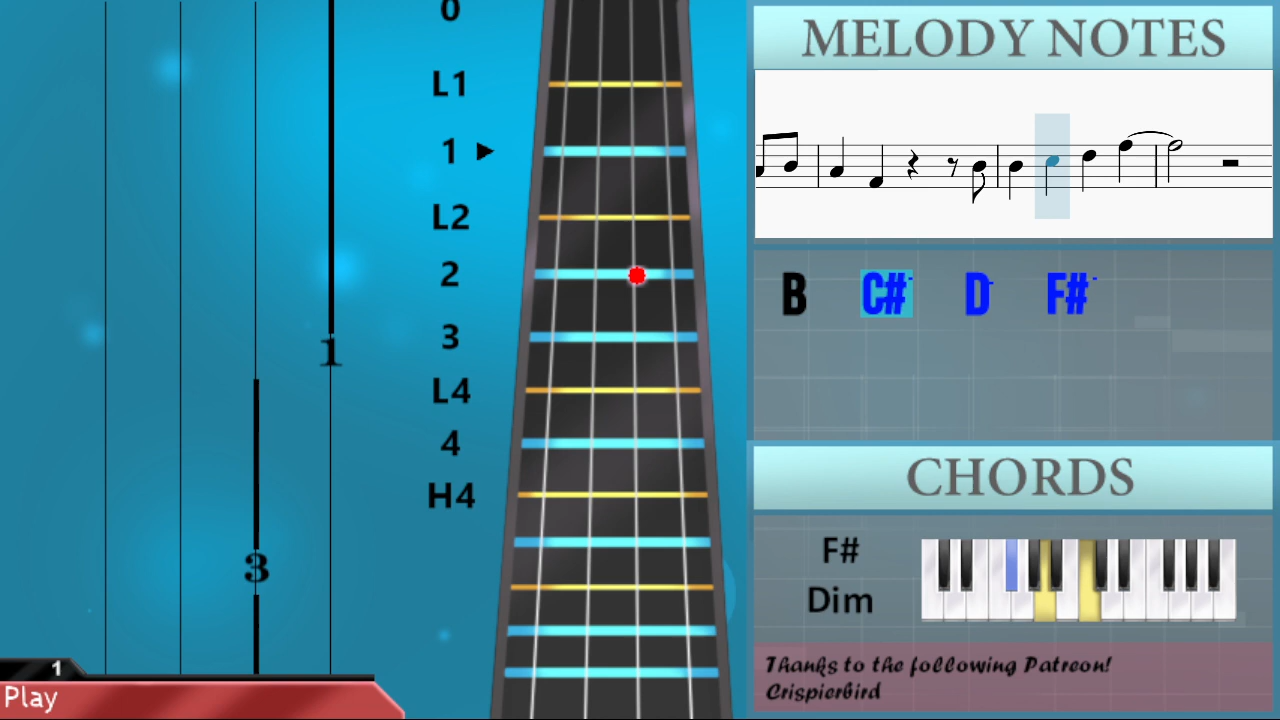 0
L1
1
L2
2
3
L4
4
H4
1
3
1
Play
MELODY NOTES
B C# D F#
CHORDS
F#
Dim
Thanks to the following Patreon!
Crispierbird